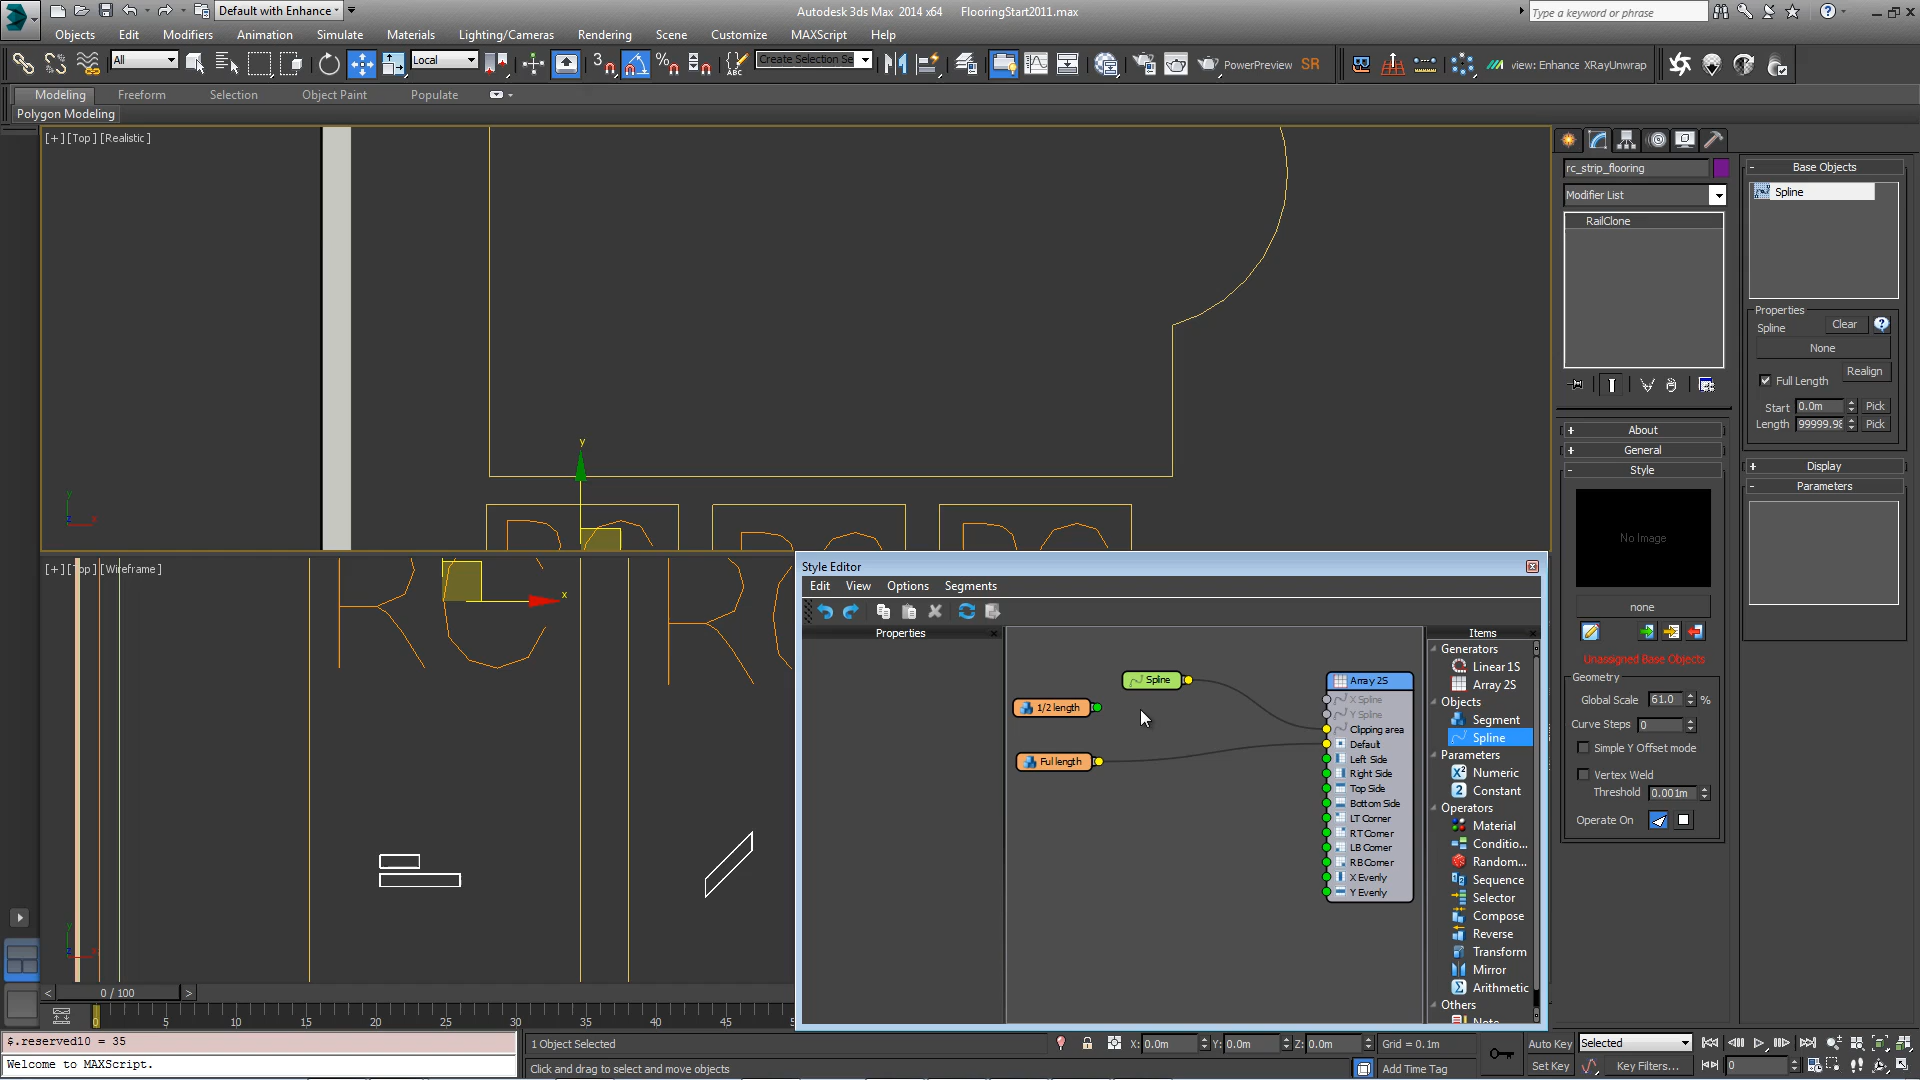 Default with Enhance
Autodesk 3ds Max 2014 x64 FlooringStart2011.max
Type a keyword or phrase
Objects Edit Modifiers Animation Simulate Materials Lighting/Cameras Rendering Scene Customize MAXScript Help
All
Local
3
Create Selection Se
PowerPreview SR
view: Enhance XRayUnwrap
Modeling Freeform Selection Object Paint Populate
Polygon Modeling
[+][Top][Realistic]
y
x
[+][Top][Wireframe]
RC
rc_strip_flooring
Modifier List
RailClone
+ About
+ General
- Style
No Image
none
Unassigned Base Objects
Geometry
Global Scale 61.0 %
Curve Steps 0
Simple Y Offset mode
Vertex Weld
Threshold 0.001m
Operate On
- Base Objects
Spline
Properties
Spline Clear
None
Full Length Realign
Start 0.0m Pick
Length 99999.98 Pick
+ Display
- Parameters
Style Editor
Edit View Options Segments
Properties
Spline
1/2 length
Full length
Array 2S
X Spline
Y Spline
Clipping area
Default
Left Side
Right Side
Top Side
Bottom Side
LT Corner
RT Corner
LB Corner
RB Corner
X Evenly
Y Evenly
Items
Generators
Linear 1S
Array 2S
Objects
Segment
Spline
Parameters
Numeric
Constant
Operators
Material
Conditio...
Random...
Sequence
Selector
Compose
Reverse
Transform
Mirror
Arithmetic
Others
Note
< 0 / 100 >
0 5 10 15 20 25 30 35 40 45
$.reserved10 = 35
Welcome to MAXScript.
1 Object Selected
Click and drag to select and move objects
X: 0.0m Y: 0.0m Z: 0.0m Grid = 0.1m
Add Time Tag
Auto Key Selected
Set Key Key Filters... 0